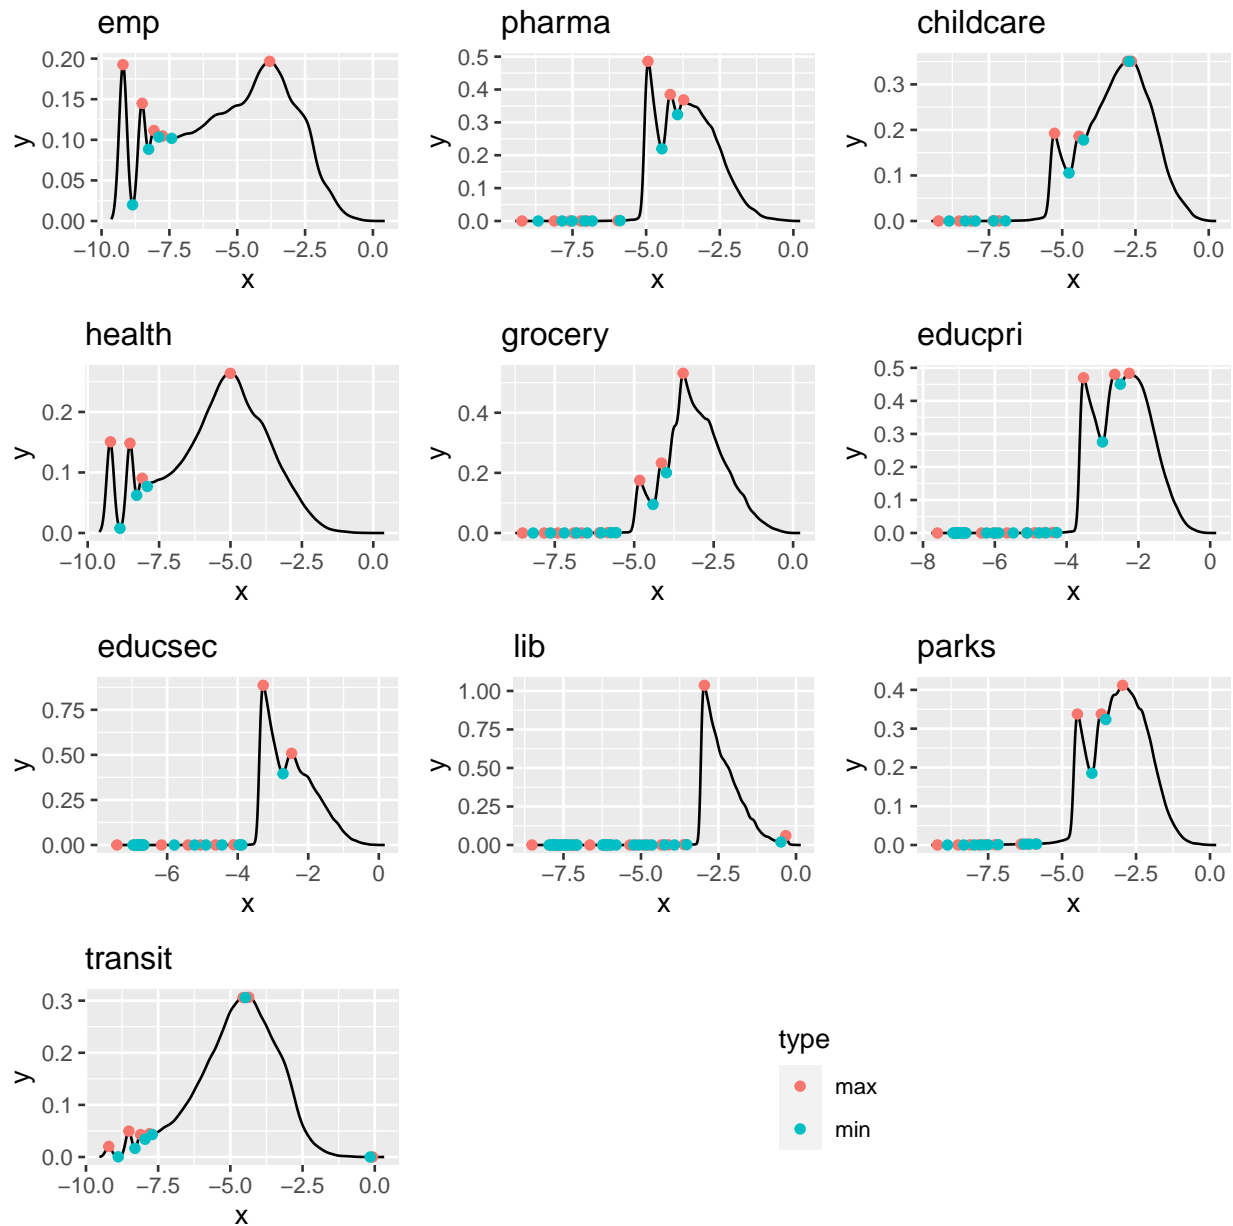 emp
pharma
childcare
0.20
0.15
0.10
0.05
0.00
y
−10.0 −7.5 −5.0 −2.5 0.0
x
0.5
0.4
0.3
0.2
0.1
0.0
y
−7.5 −5.0 −2.5 0.0
x
0.3
0.2
0.1
0.0
y
−7.5 −5.0 −2.5 0.0
x
health
grocery
educpri
0.2
0.1
0.0
y
−10.0 −7.5 −5.0 −2.5 0.0
x
0.4
0.2
0.0
y
−7.5 −5.0 −2.5 0.0
x
0.5
0.4
0.3
0.2
0.1
0.0
y
−8 −6 −4 −2 0
x
educsec
lib
parks
0.75
0.50
0.25
0.00
y
−6 −4 −2 0
x
1.00
0.75
0.50
0.25
0.00
y
−7.5 −5.0 −2.5 0.0
x
0.4
0.3
0.2
0.1
0.0
y
−7.5 −5.0 −2.5 0.0
x
transit
0.3
0.2
0.1
0.0
y
−10.0 −7.5 −5.0 −2.5 0.0
x
type
max
min